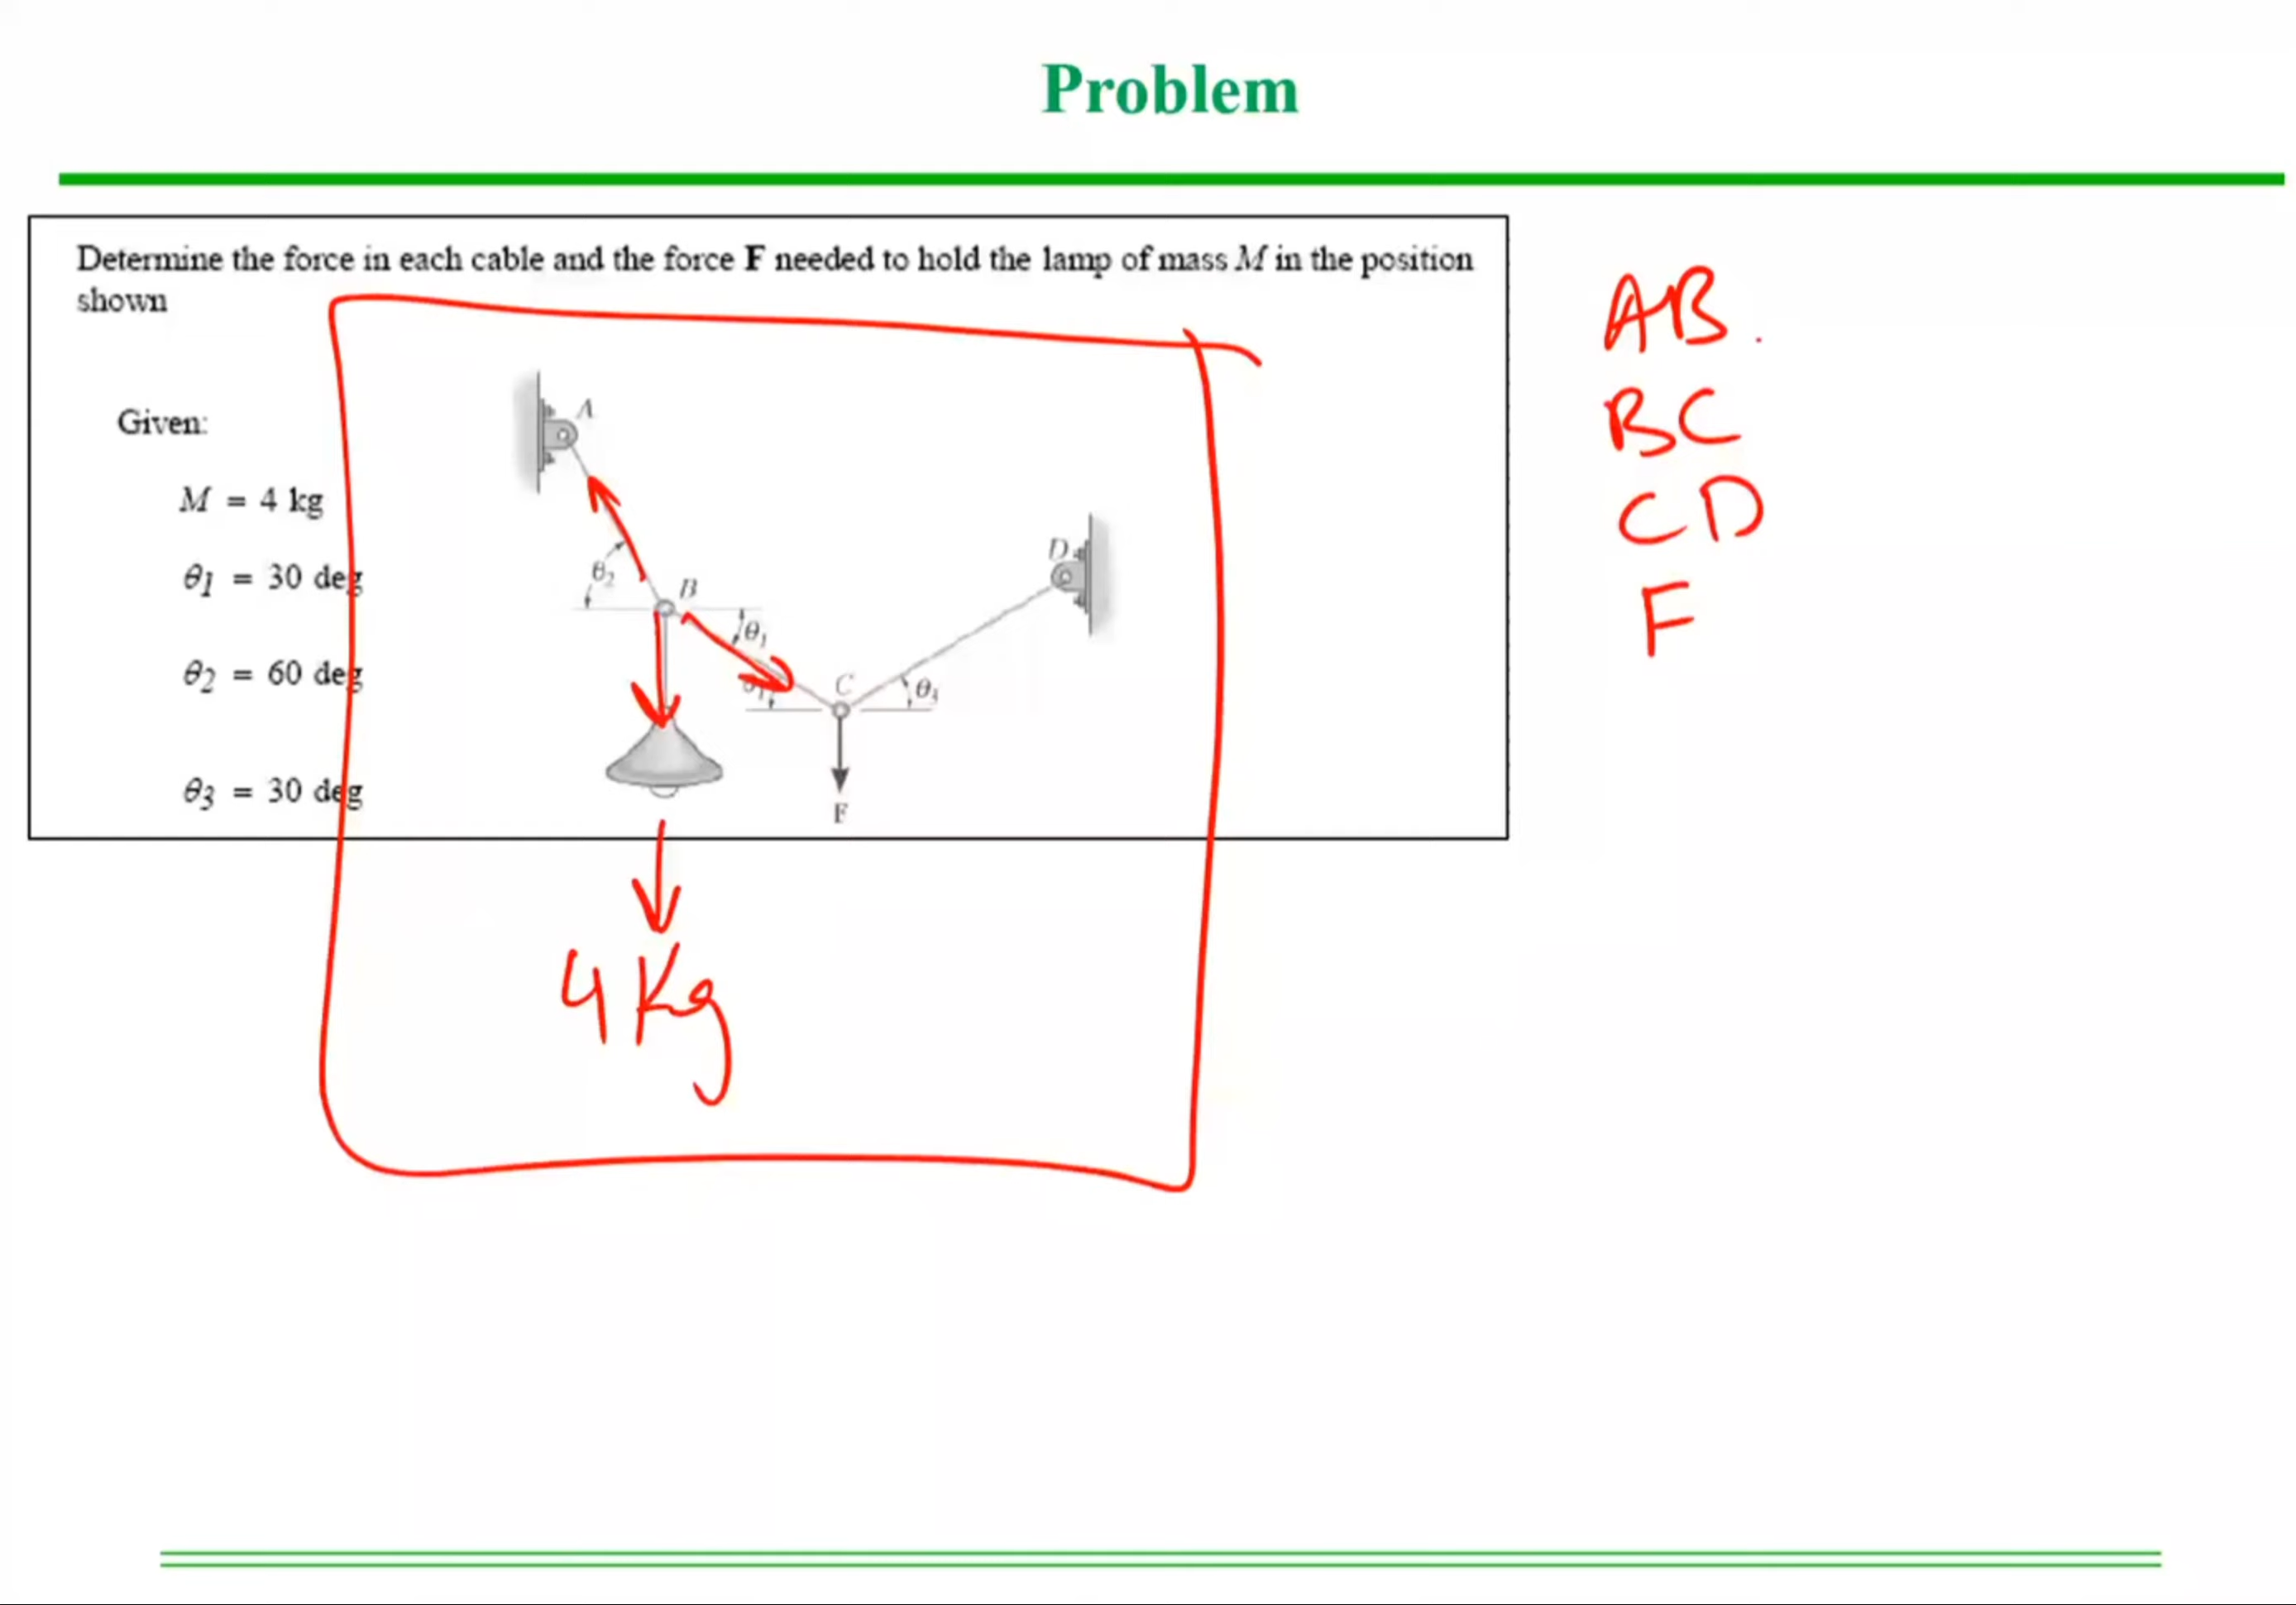 Problem
Determine the force in each cable and the force F needed to hold the lamp of mass M in the position
shown
Given:
M = 4 kg
θ1 = 30 deg
θ2 = 60 deg
θ3 = 30 deg
A
θ2
B
θ1
D
C
θ3
F
4 Kg
AB.
BC
CD
F